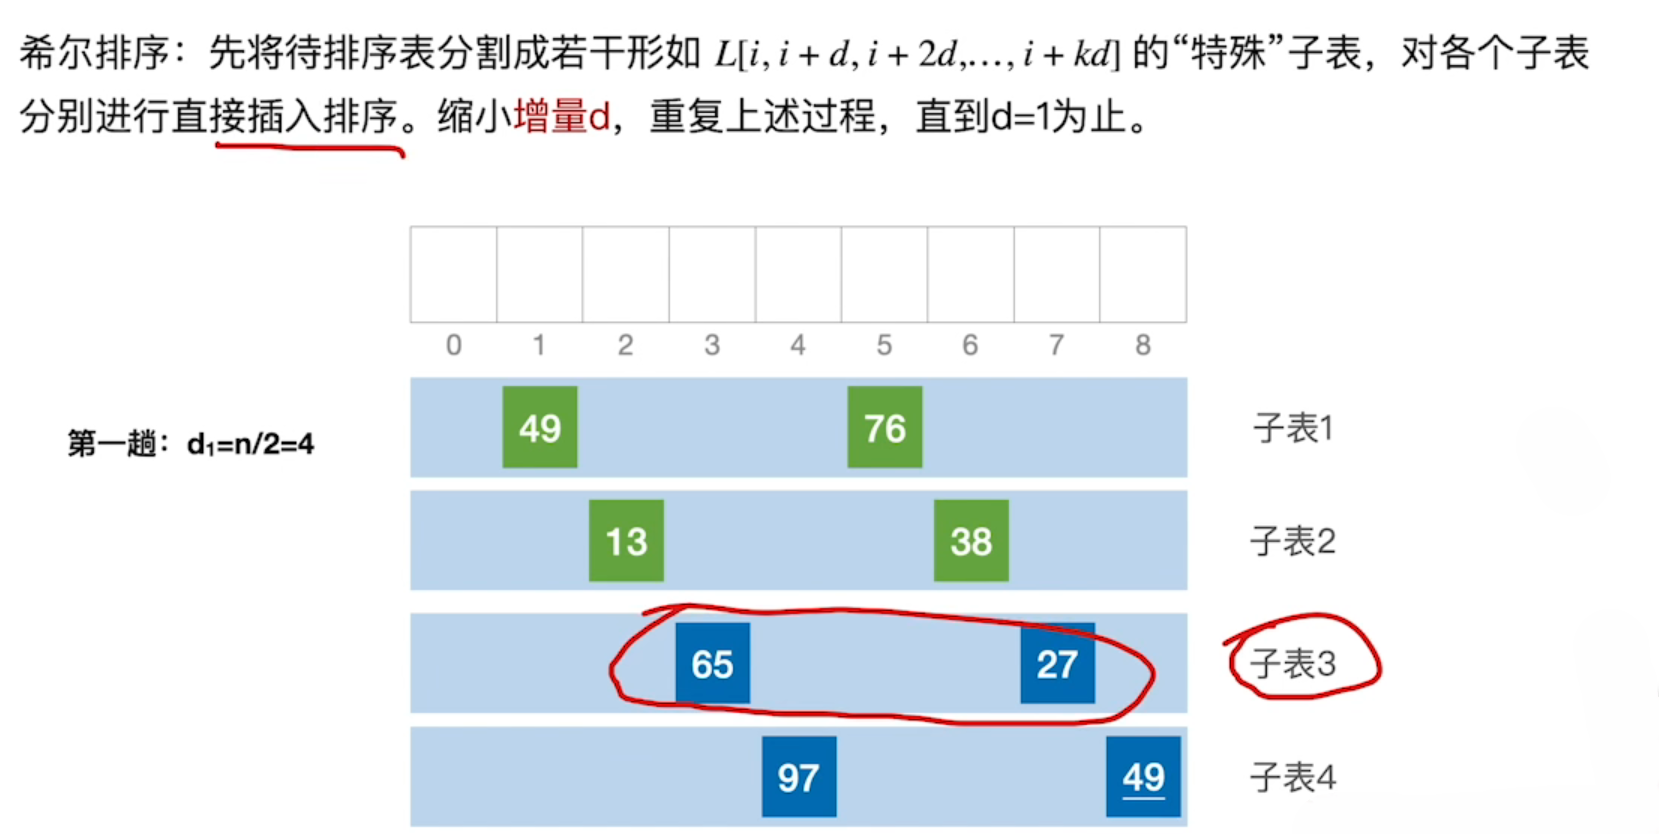 希尔排序：先将待排序表分割成若干形如 L[i, i + d, i + 2d,..., i + kd] 的“特殊”子表，对各个子表
分别进行直接插入排序。缩小增量d，重复上述过程，直到d=1为止。
0 1 2 3 4 5 6 7 8
第一趟：d₁=n/2=4
49 76 子表1
13 38 子表2
65 27 子表3
97 49 子表4